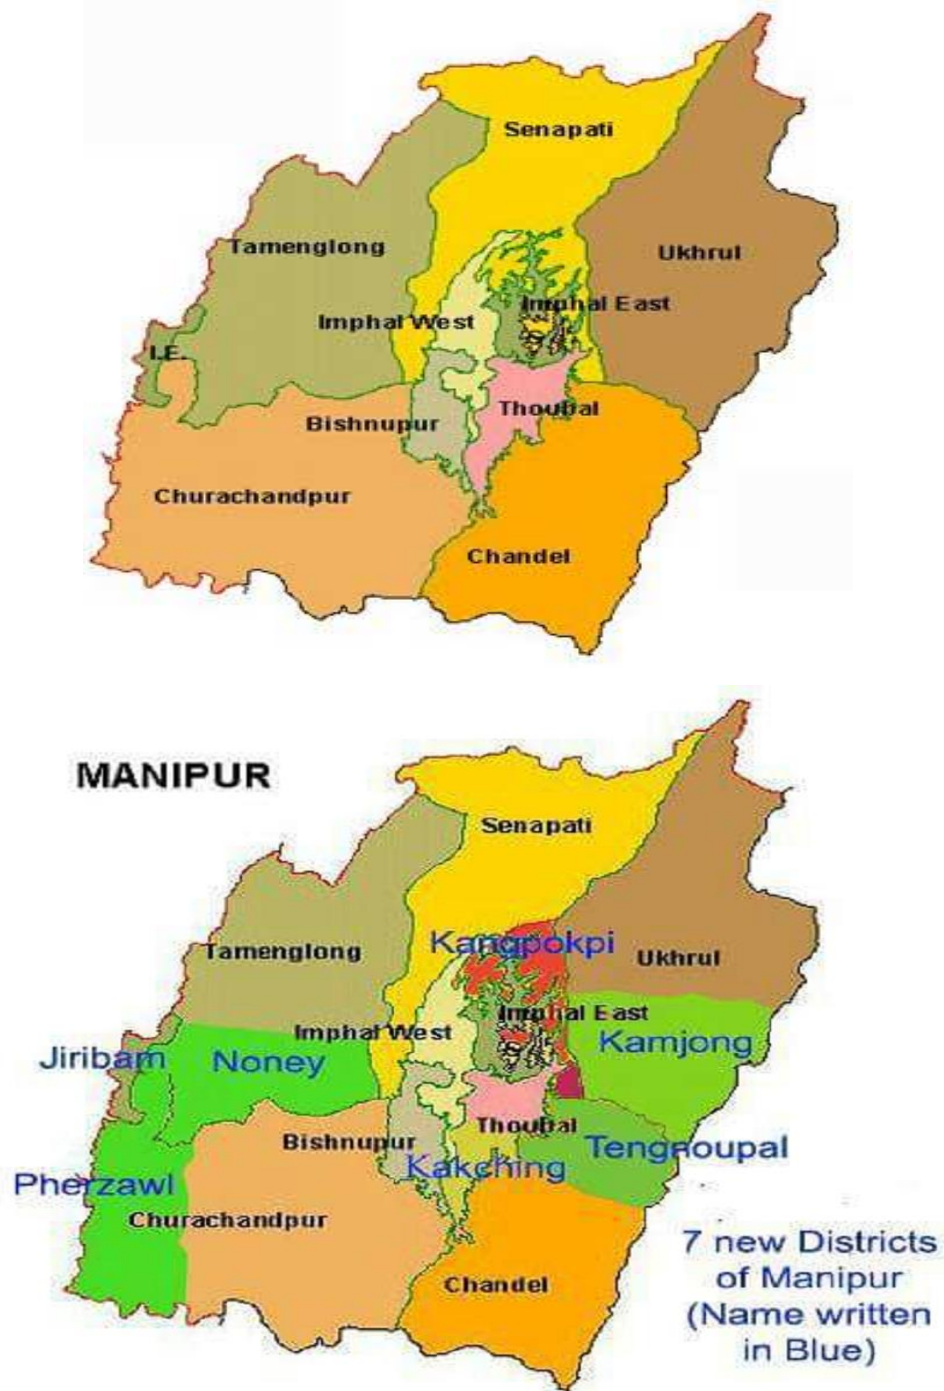 Senapati
Tamenglong
Ukhrul
Imphal East
Imphal West
I.E.
Thoubal
Bishnupur
Churachandpur
Chandel
MANIPUR
Senapati
Kangpokpi
Tamenglong
Ukhrul
Imphal East
Imphal West
Kamjong
Jiribam
Noney
Thoubal
Bishnupur
Tengnoupal
Kakching
Pherzawl
Churachandpur
7 new Districts
of Manipur
(Name written
in Blue)
Chandel